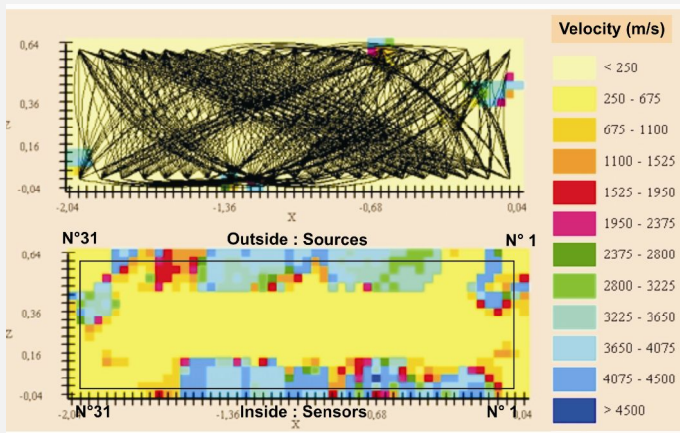 Velocity (m/s)
< 250
250 - 675
675 - 1100
1100 - 1525
1525 - 1950
1950 - 2375
2375 - 2800
2800 - 3225
3225 - 3650
3650 - 4075
4075 - 4500
> 4500
0,64
0,36
0,16
-0,04
z
-2,04
-1,36
-0,68
0,04
X
N°31
Outside : Sources
N° 1
0,64
0,36
0,16
-0,04
z
-2,04
N°31
-1,36
Inside : Sensors
0,68
N° 1
0,04
X